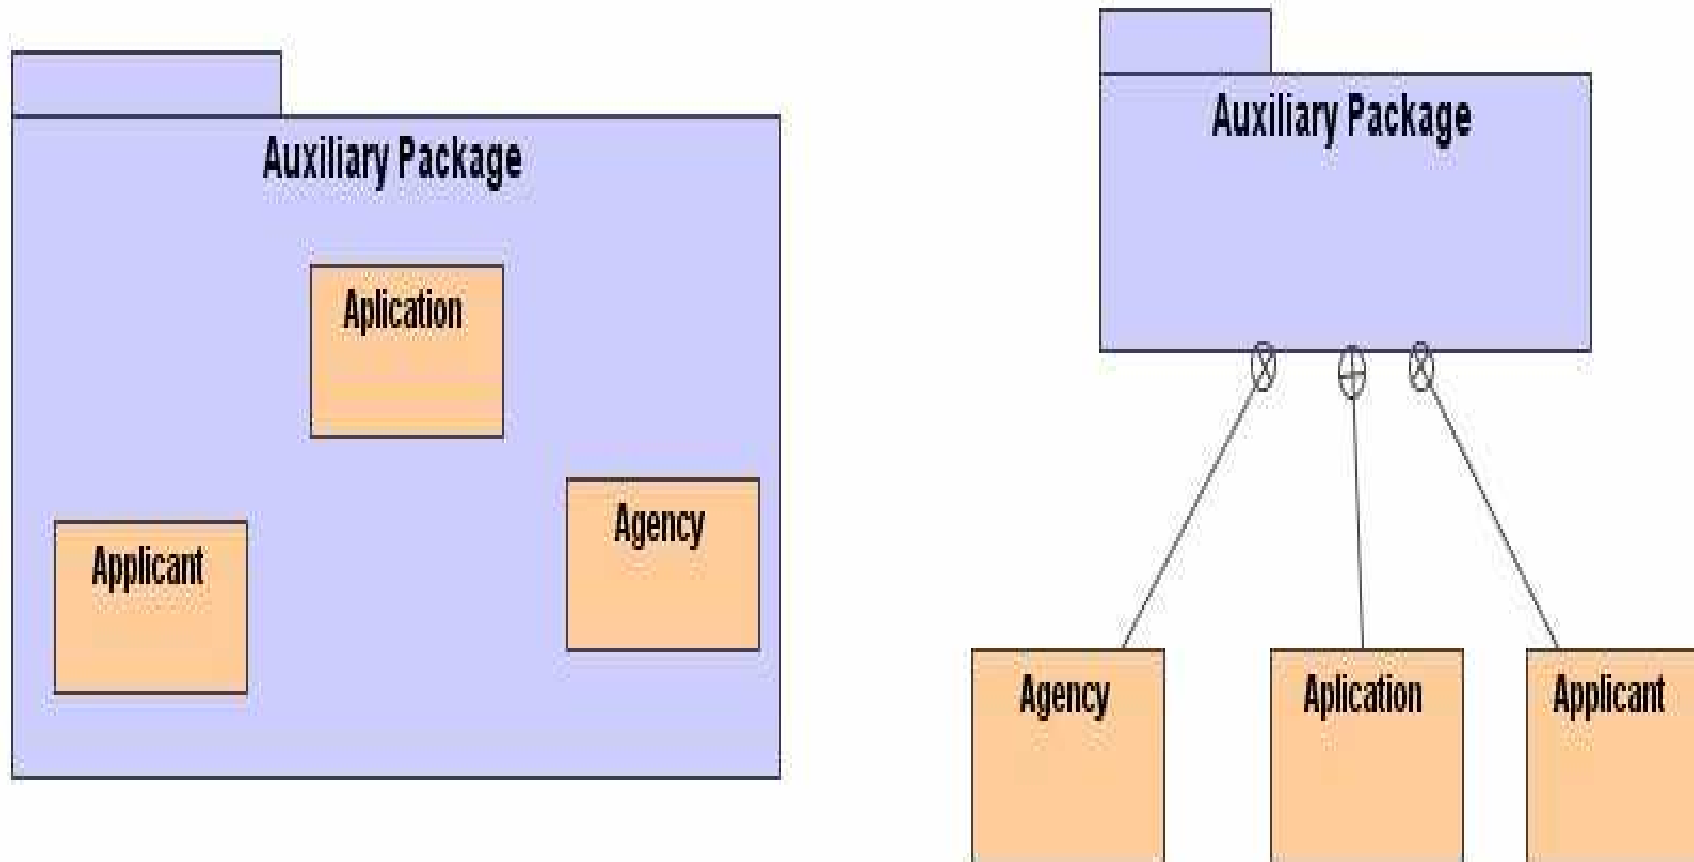 Auxiliary Package
Aplication
Agency
Applicant
Auxiliary Package
Agency
Aplication
Applicant